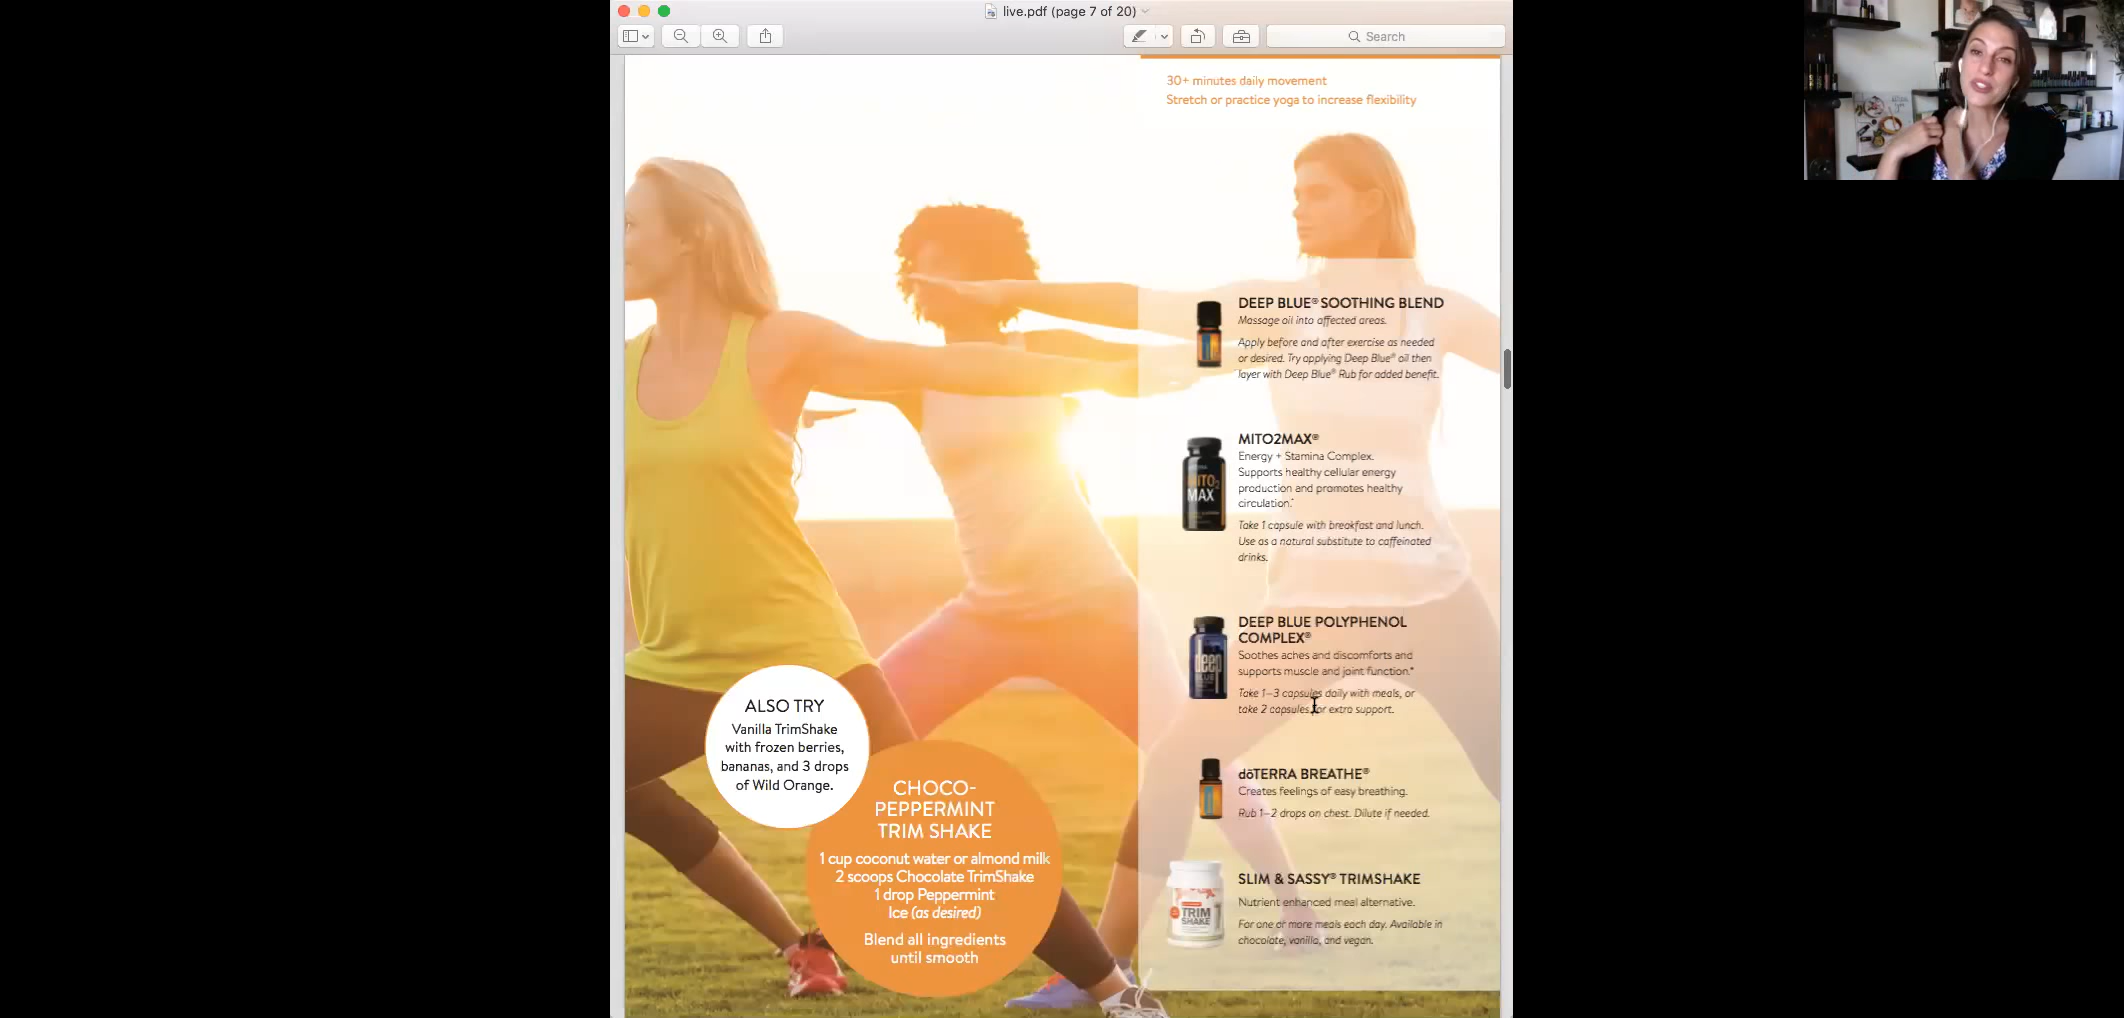 live.pdf (page 7 of 20)
Search
30+ minutes daily movement
Stretch or practice yoga to increase flexibility
DEEP BLUE® SOOTHING BLEND
Massage oil into affected areas.
Apply before and after exercise as needed
or desired. Try applying Deep Blue® oil then
layer with Deep Blue® Rub for added benefit.
MITO2MAX®
Energy + Stamina Complex.
Supports healthy cellular energy
production and promotes healthy
circulation.*
Take 1 capsule with breakfast and lunch.
Use as a natural substitute to caffeinated
drinks.
MITO2
MAX
DEEP BLUE POLYPHENOL
COMPLEX®
Soothes aches and discomforts and
supports muscle and joint function.*
Take 1–3 capsules daily with meals, or
take 2 capsules for extra support.
deep
BLUE
dōTERRA BREATHE®
Creates feelings of easy breathing.
Rub 1–2 drops on chest. Dilute if needed.
SLIM & SASSY® TRIMSHAKE
Nutrient enhanced meal alternative.
For one or more meals each day. Available in
chocolate, vanilla, and vegan.
TRIM
SHAKE
ALSO TRY
Vanilla TrimShake
with frozen berries,
bananas, and 3 drops
of Wild Orange.
CHOCO-
PEPPERMINT
TRIM SHAKE
1 cup coconut water or almond milk
2 scoops Chocolate TrimShake
1 drop Peppermint
Ice (as desired)
Blend all ingredients
until smooth